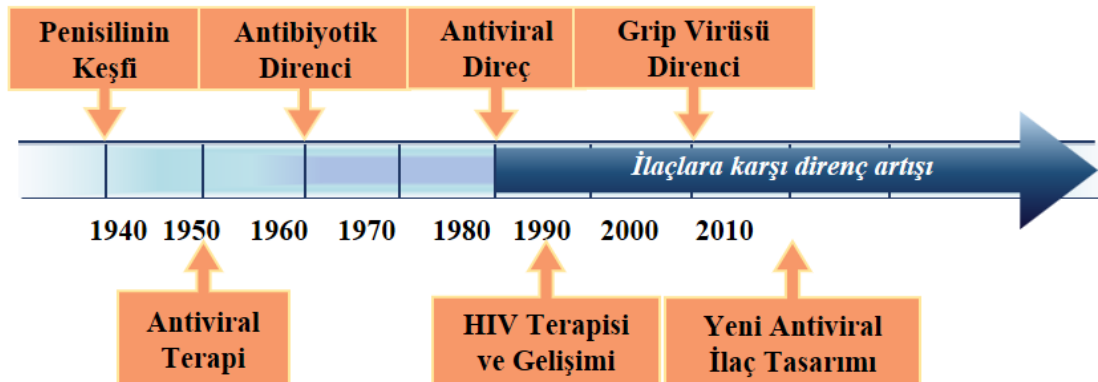 Penisilinin
Keşfi
Antibiyotik
Direnci
Antiviral
Direç
Grip Virüsü
Direnci
İlaçlara karşı direnç artışı
1940 1950 1960 1970 1980 1990 2000 2010
Antiviral
Terapi
HIV Terapisi
ve Gelişimi
Yeni Antiviral
İlaç Tasarımı